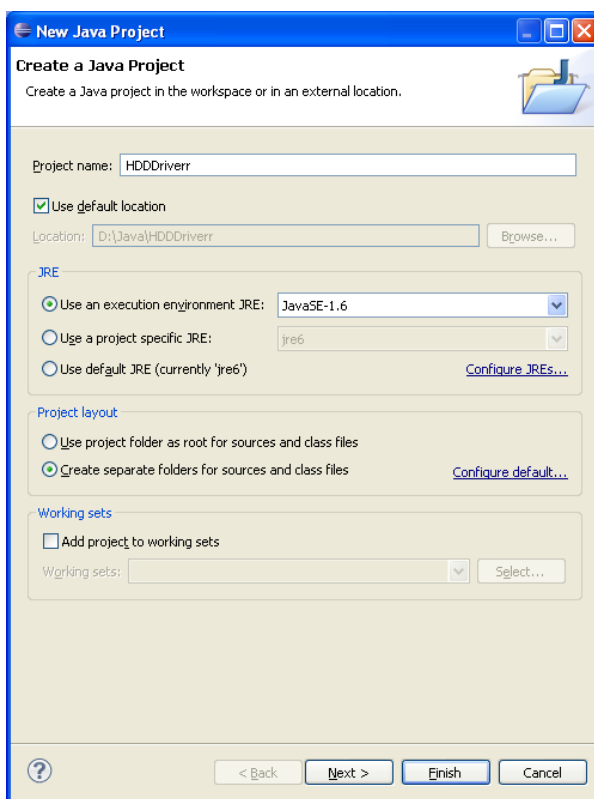 New Java Project
Create a Java Project
Create a Java project in the workspace or in an external location.
Project name: HDDDriverr
Use default location
Location: D:\Java\HDDDriverr Browse...
JRE
Use an execution environment JRE: JavaSE-1.6
Use a project specific JRE: jre6
Use default JRE (currently 'jre6') Configure JREs...
Project layout
Use project folder as root for sources and class files
Create separate folders for sources and class files Configure default...
Working sets
Add project to working sets
Working sets: Select...
? < Back Next > Finish Cancel